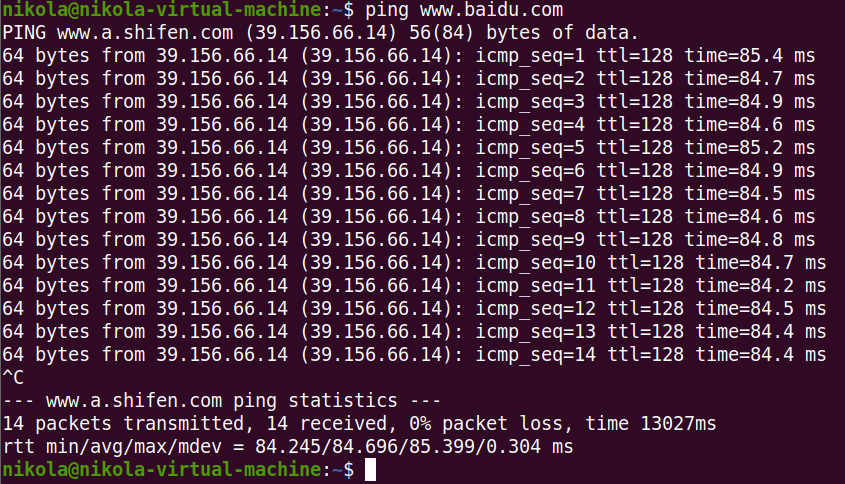 nikola@nikola-virtual-machine:~$ ping www.baidu.com
PING www.a.shifen.com (39.156.66.14) 56(84) bytes of data.
64 bytes from 39.156.66.14 (39.156.66.14): icmp_seq=1 ttl=128 time=85.4 ms
64 bytes from 39.156.66.14 (39.156.66.14): icmp_seq=2 ttl=128 time=84.7 ms
64 bytes from 39.156.66.14 (39.156.66.14): icmp_seq=3 ttl=128 time=84.9 ms
64 bytes from 39.156.66.14 (39.156.66.14): icmp_seq=4 ttl=128 time=84.6 ms
64 bytes from 39.156.66.14 (39.156.66.14): icmp_seq=5 ttl=128 time=85.2 ms
64 bytes from 39.156.66.14 (39.156.66.14): icmp_seq=6 ttl=128 time=84.9 ms
64 bytes from 39.156.66.14 (39.156.66.14): icmp_seq=7 ttl=128 time=84.5 ms
64 bytes from 39.156.66.14 (39.156.66.14): icmp_seq=8 ttl=128 time=84.6 ms
64 bytes from 39.156.66.14 (39.156.66.14): icmp_seq=9 ttl=128 time=84.8 ms
64 bytes from 39.156.66.14 (39.156.66.14): icmp_seq=10 ttl=128 time=84.7 ms
64 bytes from 39.156.66.14 (39.156.66.14): icmp_seq=11 ttl=128 time=84.2 ms
64 bytes from 39.156.66.14 (39.156.66.14): icmp_seq=12 ttl=128 time=84.5 ms
64 bytes from 39.156.66.14 (39.156.66.14): icmp_seq=13 ttl=128 time=84.4 ms
64 bytes from 39.156.66.14 (39.156.66.14): icmp_seq=14 ttl=128 time=84.4 ms
^C
--- www.a.shifen.com ping statistics ---
14 packets transmitted, 14 received, 0% packet loss, time 13027ms
rtt min/avg/max/mdev = 84.245/84.696/85.399/0.304 ms
nikola@nikola-virtual-machine:~$